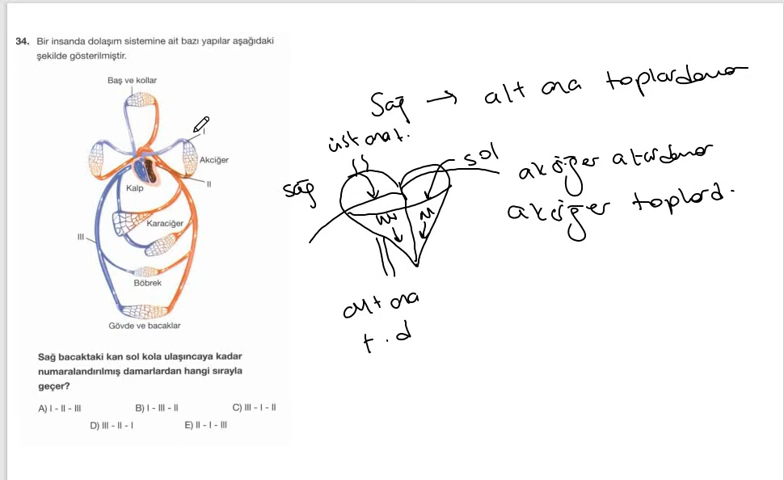 34. Bir insanda dolaşım sistemine ait bazı yapılar aşağıdaki
şekilde gösterilmiştir.
Baş ve kollar
I
Akciğer
II
Kalp
Karaciğer
III
Böbrek
Gövde ve bacaklar
Sağ bacaktaki kan sol kola ulaşıncaya kadar
numaralandırılmış damarlardan hangi sırayla
geçer?
A) I - II - III
B) I - III - II
C) III - I - II
D) III - II - I
E) II - I - III
Sağ → alt ana toplardamar
üst anat.
sağ
sol
akciğer atardamar
akciğer toplard.
alt ana
t.d